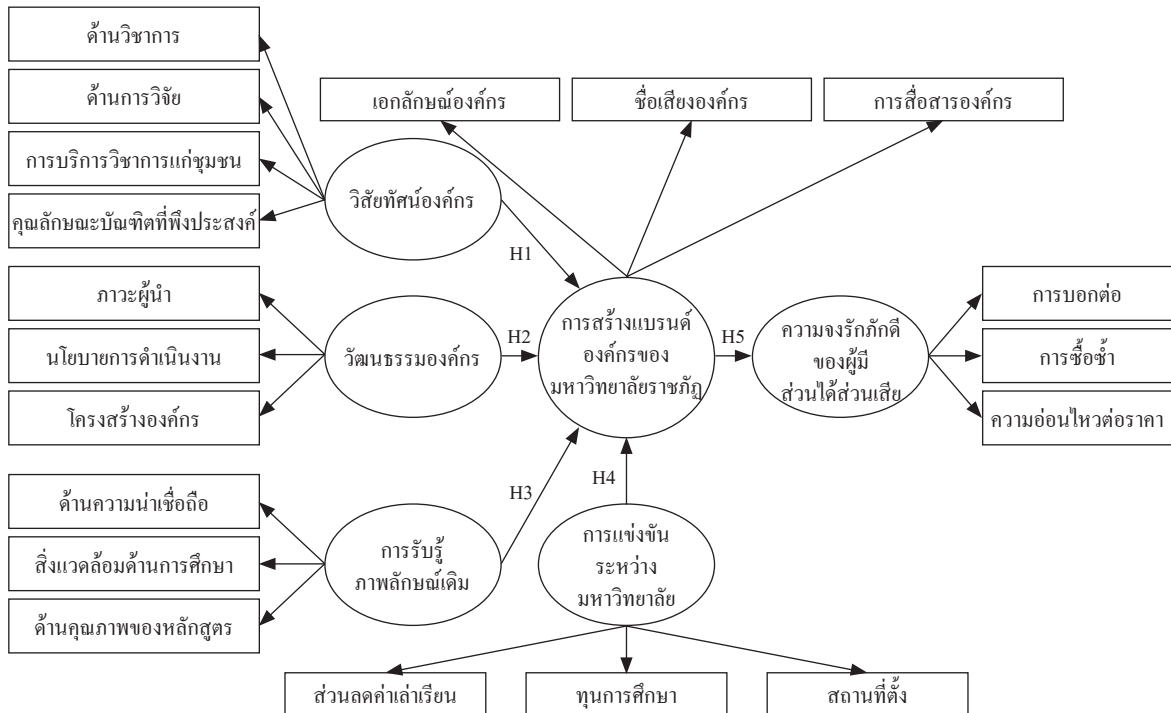 ด้านวิชาการ
ด้านการวิจัย
การบริการวิชาการแก่ชุมชน
คุณลักษณะบัณฑิตที่พึงประสงค์
เอกลักษณ์องค์กร
ชื่อเสียงองค์กร
การสื่อสารองค์กร
วิสัยทัศน์องค์กร
H1
ภาวะผู้นำ
นโยบายการดำเนินงาน
โครงสร้างองค์กร
วัฒนธรรมองค์กร
H2
การสร้างแบรนด์
องค์กรของ
มหาวิทยาลัยราชภัฏ
H5
ความจงรักภักดี
ของผู้มี
ส่วนได้ส่วนเสีย
การบอกต่อ
การซื้อซ้ำ
ความอ่อนไหวต่อราคา
ด้านความน่าเชื่อถือ
สิ่งแวดล้อมด้านการศึกษา
ด้านคุณภาพของหลักสูตร
การรับรู้
ภาพลักษณ์เดิม
H3
H4
การแข่งขัน
ระหว่าง
มหาวิทยาลัย
ส่วนลดค่าเล่าเรียน
ทุนการศึกษา
สถานที่ตั้ง